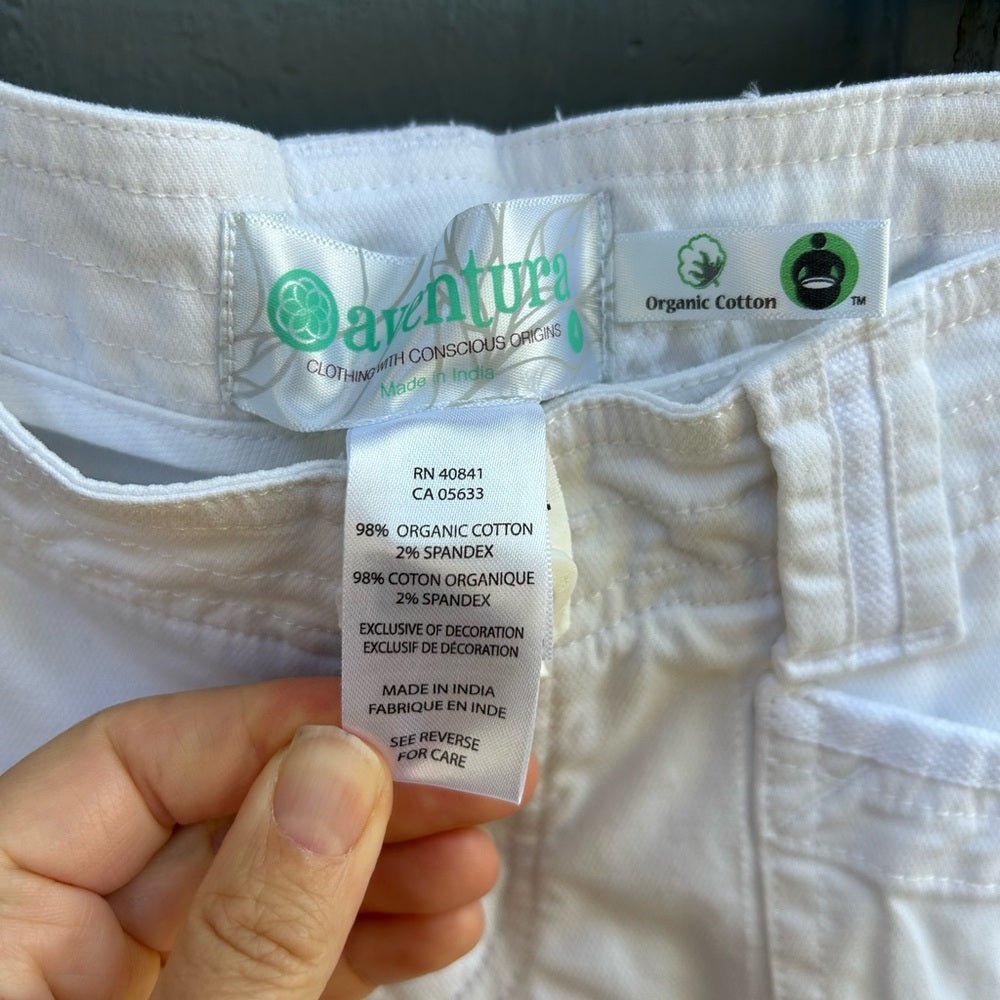 aventura
CLOTHING WITH CONSCIOUS ORIGINS
Made in India
Organic Cotton
TM
RN 40841
CA 05633
98% ORGANIC COTTON
2% SPANDEX
98% COTON ORGANIQUE
2% SPANDEX
EXCLUSIVE OF DECORATION
EXCLUSIF DE DÉCORATION
MADE IN INDIA
FABRIQUE EN INDE
SEE REVERSE
FOR CARE